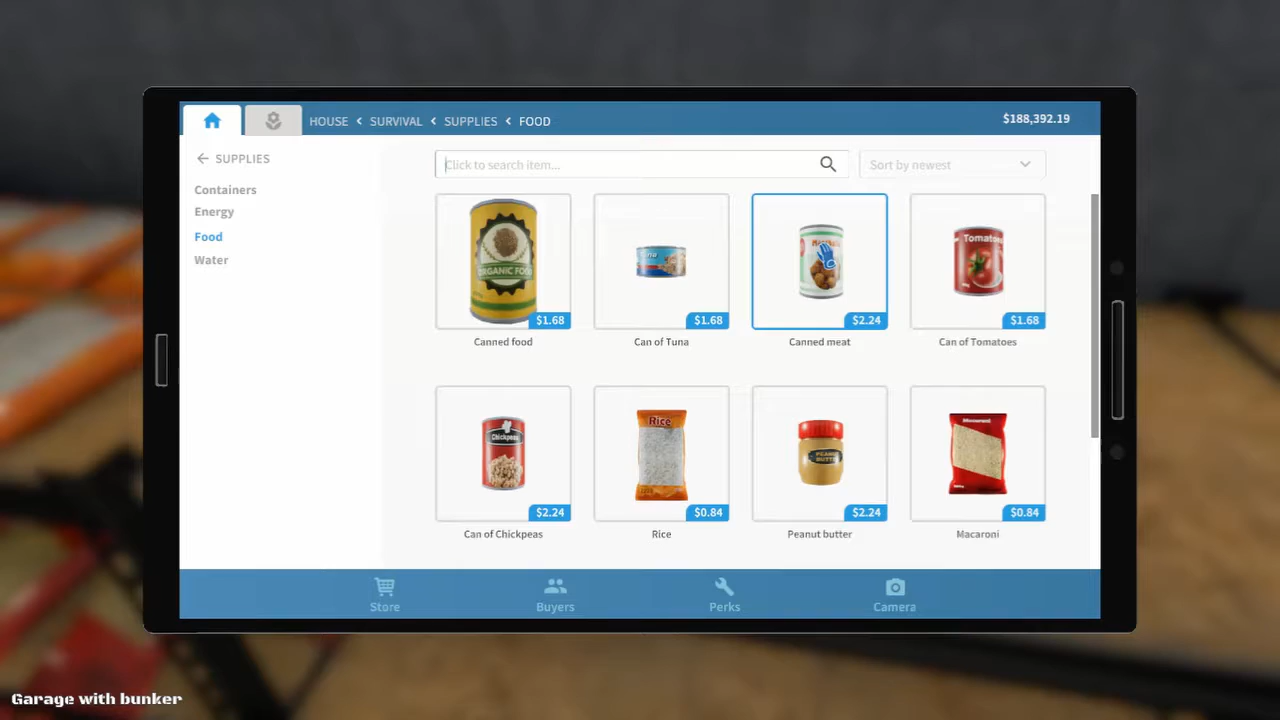 HOUSE < SURVIVAL < SUPPLIES < FOOD
$188,392.19
SUPPLIES
Containers
Energy
Food
Water
Click to search item...
Sort by newest
ORGANIC FOOD
$1.68
Canned food
$1.68
Can of Tuna
$2.24
Canned meat
Tomatoes
$1.68
Can of Tomatoes
Chickpeas
$2.24
Can of Chickpeas
Rice
$0.84
Rice
PEANUT
BUTTER
$2.24
Peanut butter
Macaroni
$0.84
Macaroni
Store
Buyers
Perks
Camera
Garage with bunker